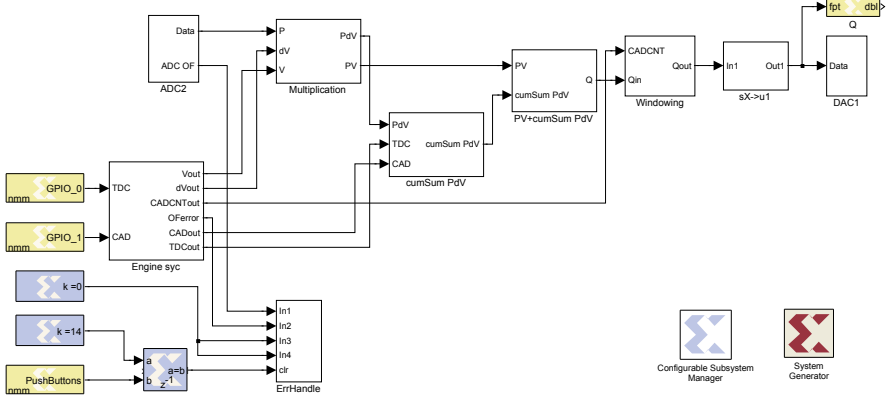 fpt dbl
Q
Data
ADC OF
ADC2
P
dV
V
PdV
PV
Multiplication
PV
cumSum PdV
Q
PV+cumSum PdV
CADCNT
Qin
Qout
Windowing
In1
Out1
sX->u1
Data
DAC1
PdV
TDC
CAD
cumSum PdV
cumSum PdV
GPIO_0
nmm
GPIO_1
nmm
TDC
CAD
Vout
dVout
CADCNTout
OFerror
CADout
TDCout
Engine syc
k =0
k =14
PushButtons
nmm
a
b
a=b
z-1
In1
In2
In3
In4
clr
ErrHandle
Configurable Subsystem
Manager
System
Generator